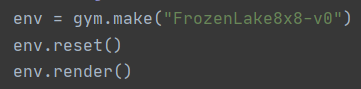 env = gym.make("FrozenLake8x8-v0")
env.reset()
env.render()